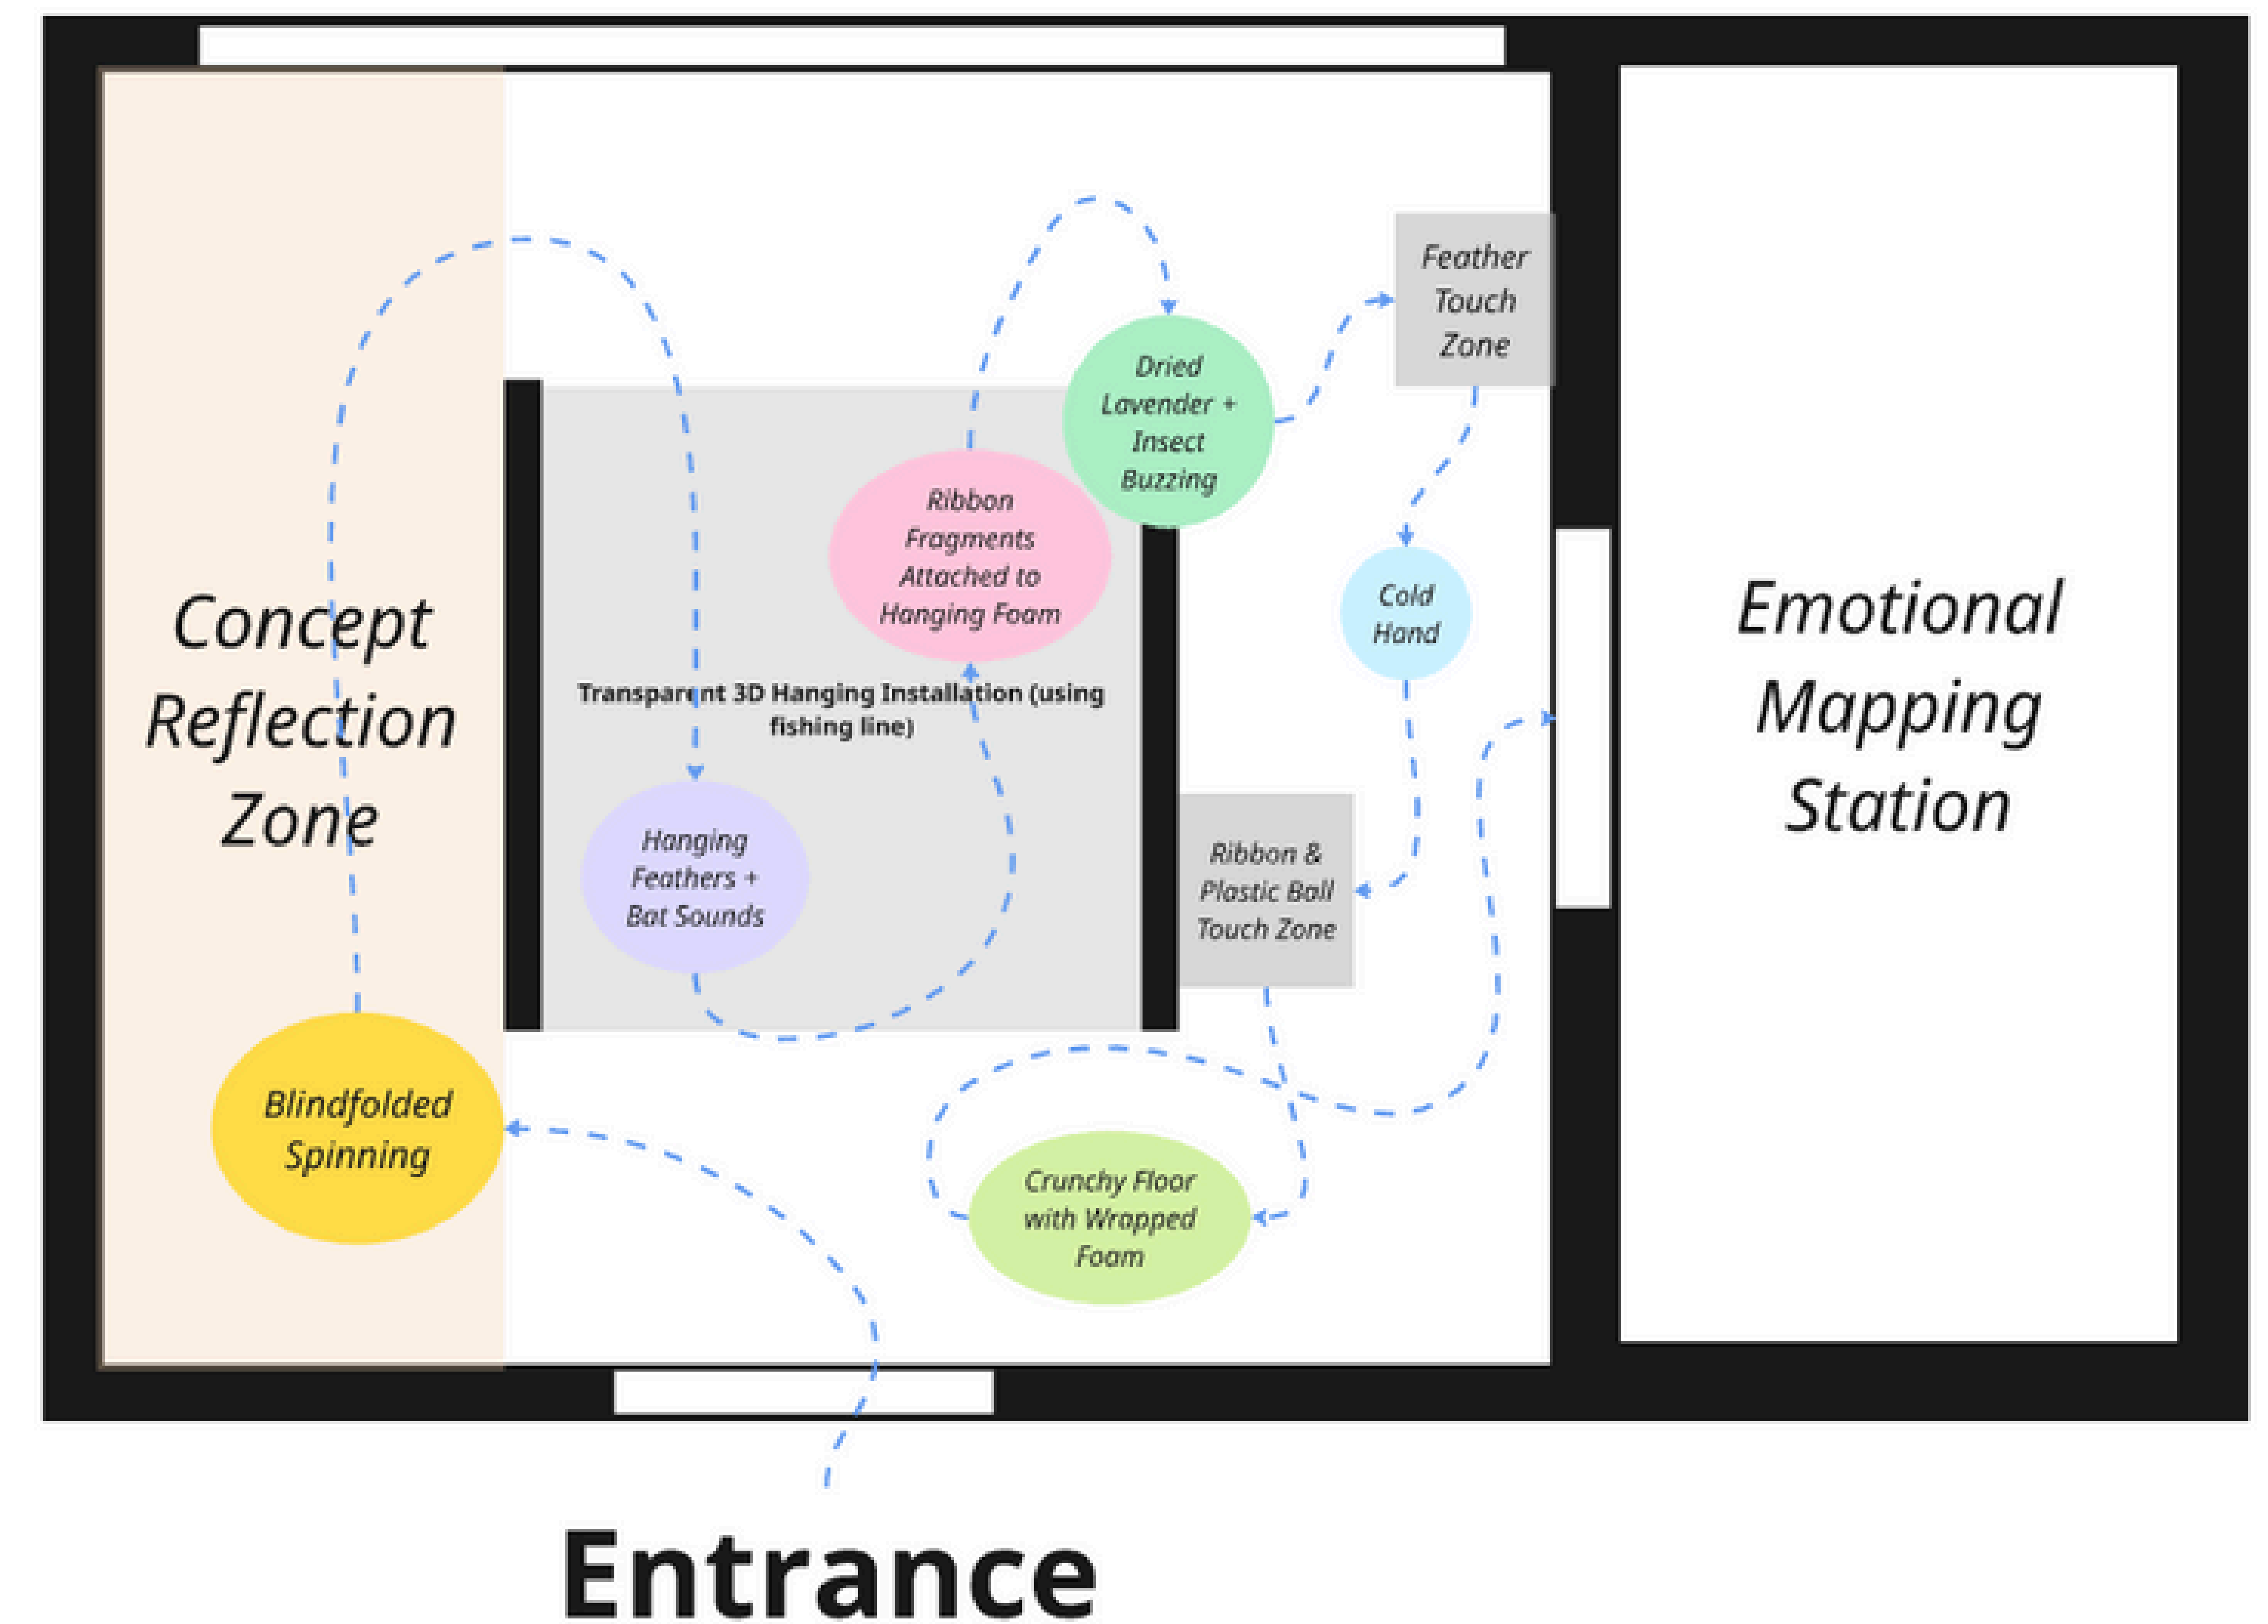 Feather
Touch
Zone
Dried
Lavender +
Insect
Buzzing
Ribbon
Fragments
Attached to
Hanging Foam
Cold
Hand
Concept
Reflection
Zone
Emotional
Mapping
Station
Transparent 3D Hanging Installation (using
fishing line)
Hanging
Feathers +
Bat Sounds
Ribbon &
Plastic Ball
Touch Zone
Blindfolded
Spinning
Crunchy Floor
with Wrapped
Foam
Entrance